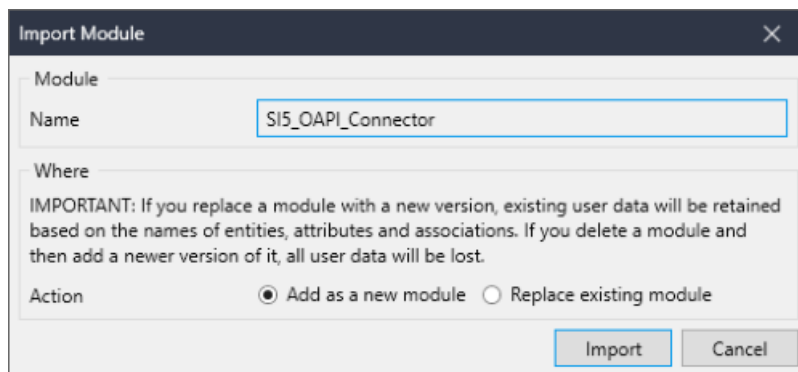 Import Module
Module
Name SI5_OAPI_Connector
Where
IMPORTANT: If you replace a module with a new version, existing user data will be retained
based on the names of entities, attributes and associations. If you delete a module and
then add a newer version of it, all user data will be lost.
Action Add as a new module Replace existing module
Import Cancel